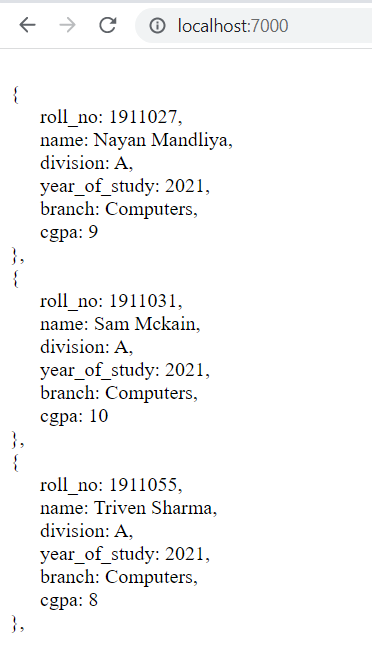 localhost:7000
{
roll_no: 1911027,
name: Nayan Mandliya,
division: A,
year_of_study: 2021,
branch: Computers,
cgpa: 9
},
{
roll_no: 1911031,
name: Sam Mckain,
division: A,
year_of_study: 2021,
branch: Computers,
cgpa: 10
},
{
roll_no: 1911055,
name: Triven Sharma,
division: A,
year_of_study: 2021,
branch: Computers,
cgpa: 8
},